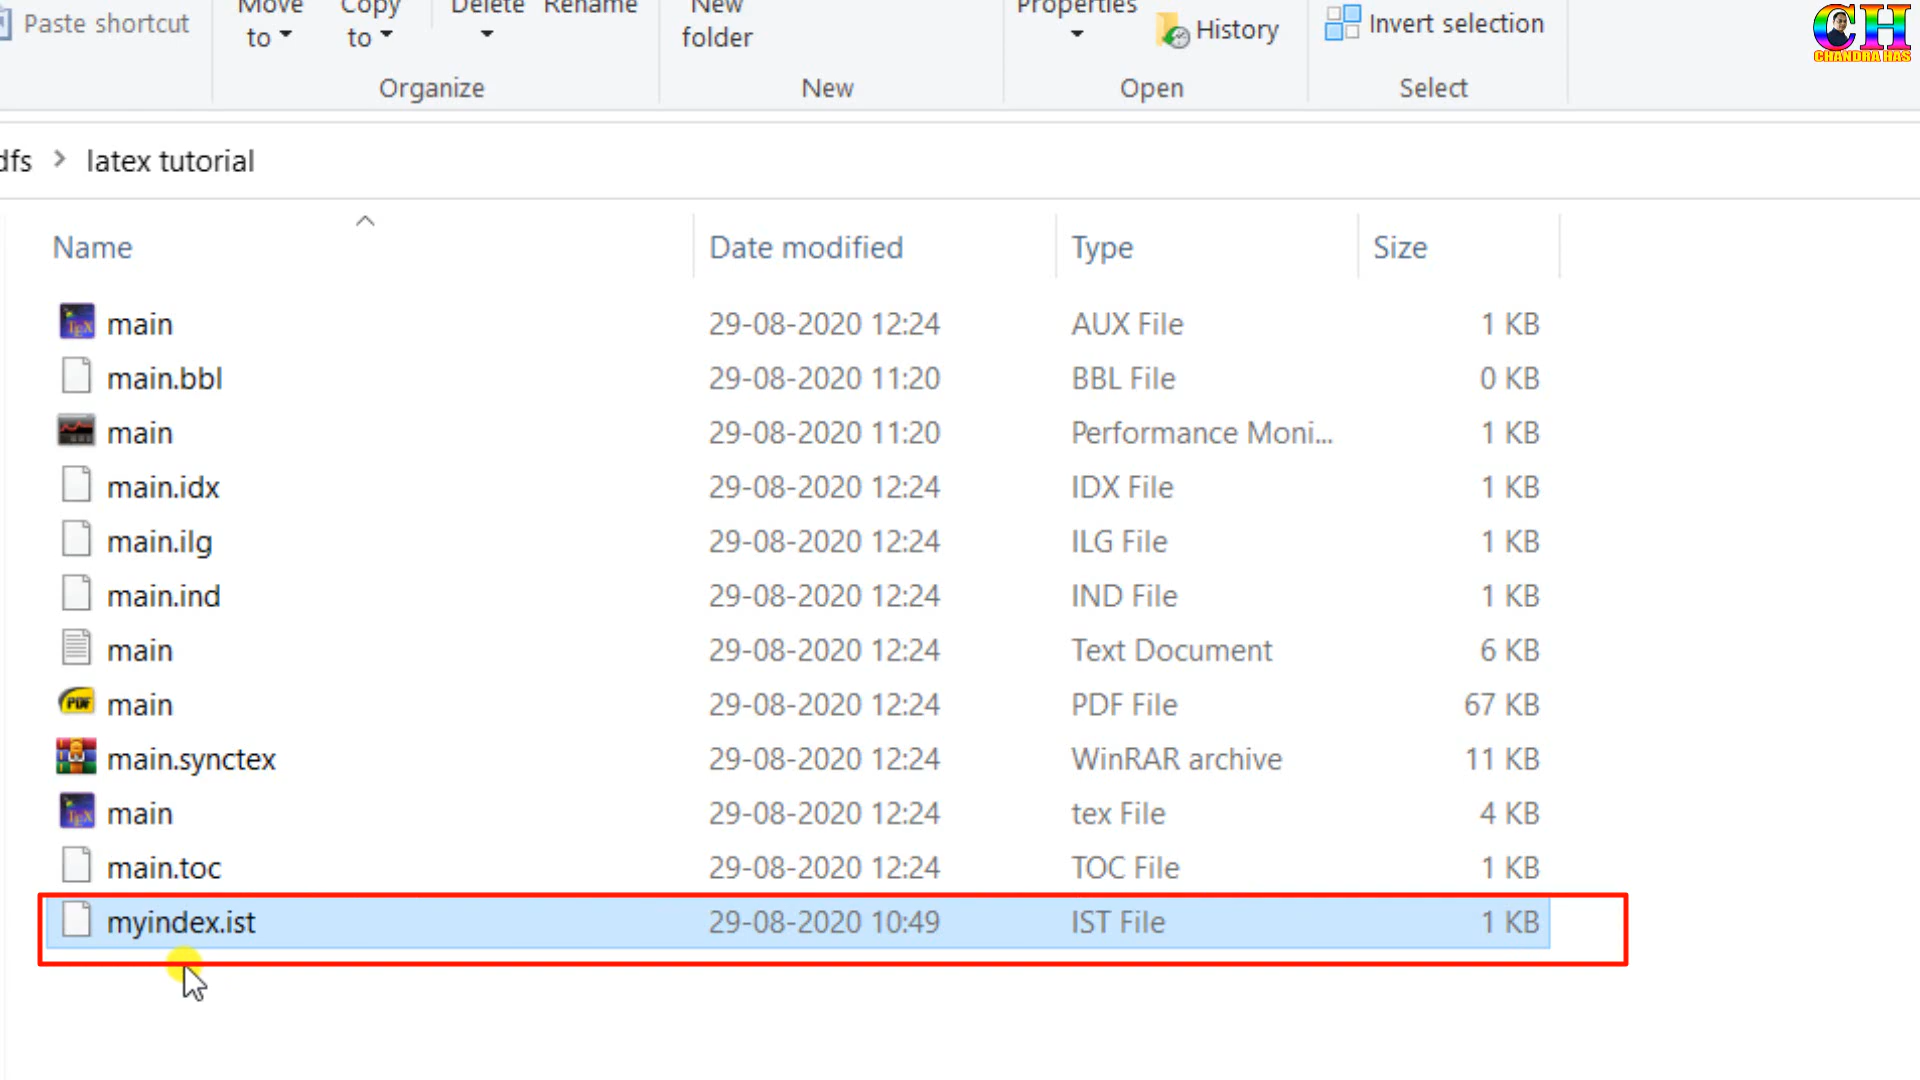 Paste shortcut
Move to
Copy to
Delete
Rename
New folder
Properties
History
Invert selection
Organize
New
Open
Select
CH
CHANDRA HAS
dfs > latex tutorial
Name Date modified Type Size
main 29-08-2020 12:24 AUX File 1 KB
main.bbl 29-08-2020 11:20 BBL File 0 KB
main 29-08-2020 11:20 Performance Moni... 1 KB
main.idx 29-08-2020 12:24 IDX File 1 KB
main.ilg 29-08-2020 12:24 ILG File 1 KB
main.ind 29-08-2020 12:24 IND File 1 KB
main 29-08-2020 12:24 Text Document 6 KB
PDF main 29-08-2020 12:24 PDF File 67 KB
main.synctex 29-08-2020 12:24 WinRAR archive 11 KB
main 29-08-2020 12:24 tex File 4 KB
main.toc 29-08-2020 12:24 TOC File 1 KB
myindex.ist 29-08-2020 10:49 IST File 1 KB